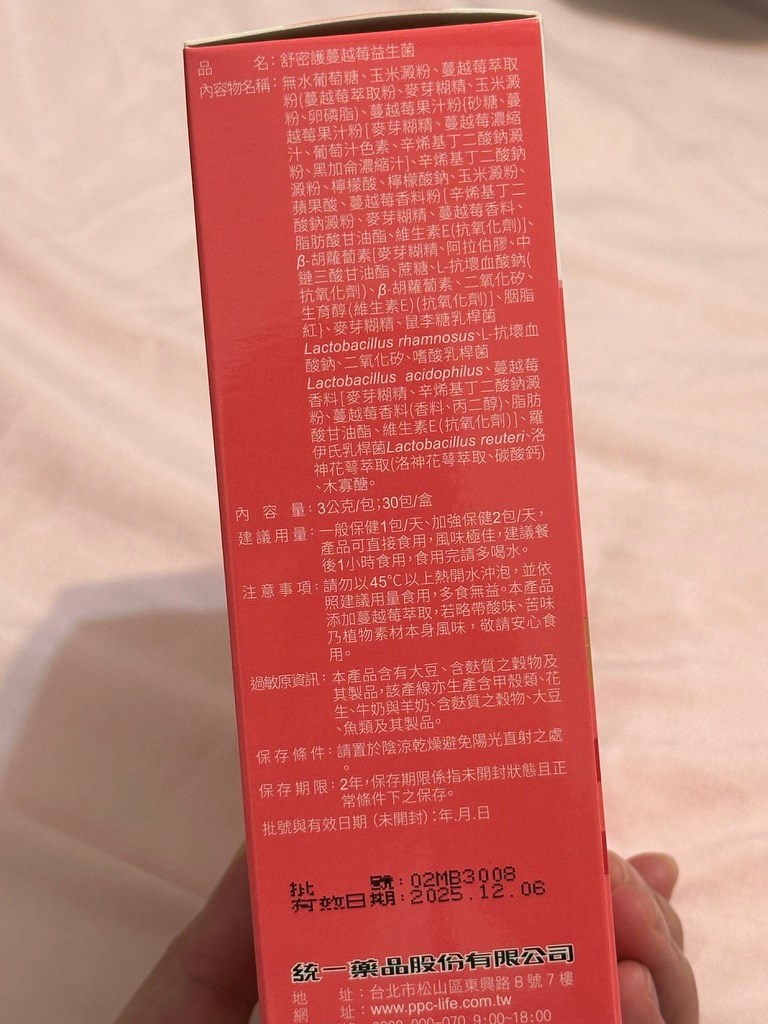 品名：舒密護蔓越莓益生菌
內容物名稱：無水葡萄糖、玉米澱粉、蔓越莓萃取
粉(蔓越莓萃取粉、麥芽糊精、玉米澱
粉、卵磷脂)、蔓越莓果汁粉(砂糖、蔓
越莓果汁粉[麥芽糊精、蔓越莓濃縮
汁、葡萄汁色素、辛烯基丁二酸鈉澱
粉、黑加侖濃縮汁]、辛烯基丁二酸鈉
澱粉、檸檬酸、檸檬酸鈉、玉米澱粉、
蘋果酸、蔓越莓香料粉[辛烯基丁二
酸鈉澱粉、麥芽糊精、蔓越莓香料、
脂肪酸甘油酯、維生素E(抗氧化劑)]、
β-胡蘿蔔素[麥芽糊精、阿拉伯膠、中
鏈三酸甘油酯、蔗糖、L-抗壞血酸鈉(
抗氧化劑)、β-胡蘿蔔素、二氧化矽、
生育醇(維生素E)(抗氧化劑)]、胭脂
紅}、麥芽糊精、鼠李糖乳桿菌
Lactobacillus rhamnosus、L-抗壞血
酸鈉、二氧化矽、嗜酸乳桿菌
Lactobacillus acidophilus、蔓越莓
香料[麥芽糊精、辛烯基丁二酸鈉澱
粉、蔓越莓香料(香料、丙二醇)、脂肪
酸甘油酯、維生素E(抗氧化劑)]、羅
伊氏乳桿菌Lactobacillus reuteri、洛
神花萼萃取(洛神花萼萃取、碳酸鈣)
、木寡醣。
內容量：3公克/包;30包/盒
建議用量：一般保健1包/天、加強保健2包/天，
產品可直接食用，風味極佳，建議餐
後1小時食用，食用完請多喝水。
注意事項：請勿以45°C以上熱開水沖泡，並依
照建議用量食用，多食無益。本產品
添加蔓越莓萃取，若略帶酸味、苦味
乃植物素材本身風味，敬請安心食
用。
過敏原資訊：本產品含有大豆、含麩質之穀物及
其製品，該產線亦生產含甲殼類、花
生、牛奶與羊奶、含麩質之穀物、大豆
、魚類及其製品。
保存條件：請置於陰涼乾燥避免陽光直射之處
。
保存期限：2年，保存期限係指未開封狀態且正
常條件下之保存。
批號與有效日期（未開封）：年.月.日
批號：02MB3008
有效日期：2025.12.06
統一藥品股份有限公司
地址：台北市松山區東興路8號7樓
網址：www.ppc-life.com.tw
9:00~18:00